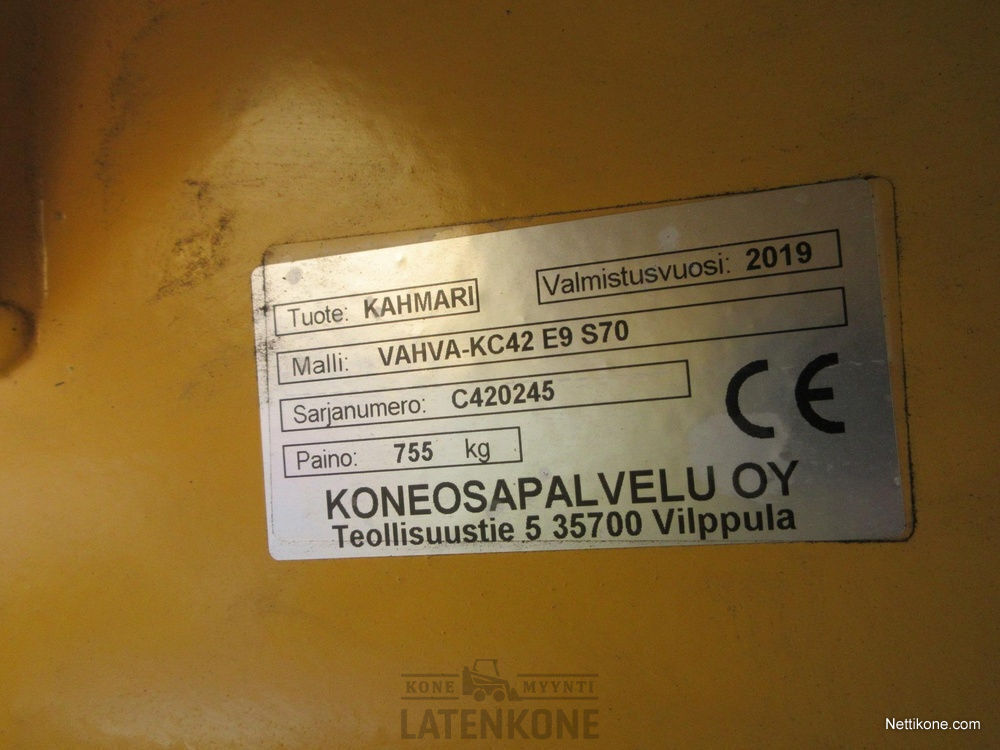 Tuote: KAHMARI
Valmistusvuosi: 2019
Malli: VAHVA-KC42 E9 S70
Sarjanumero: C420245
Paino: 755 kg
CE
KONEOSAPALVELU OY
Teollisuustie 5 35700 Vilppula
KONE MYYNTI
LATENKONE
Nettikone.com